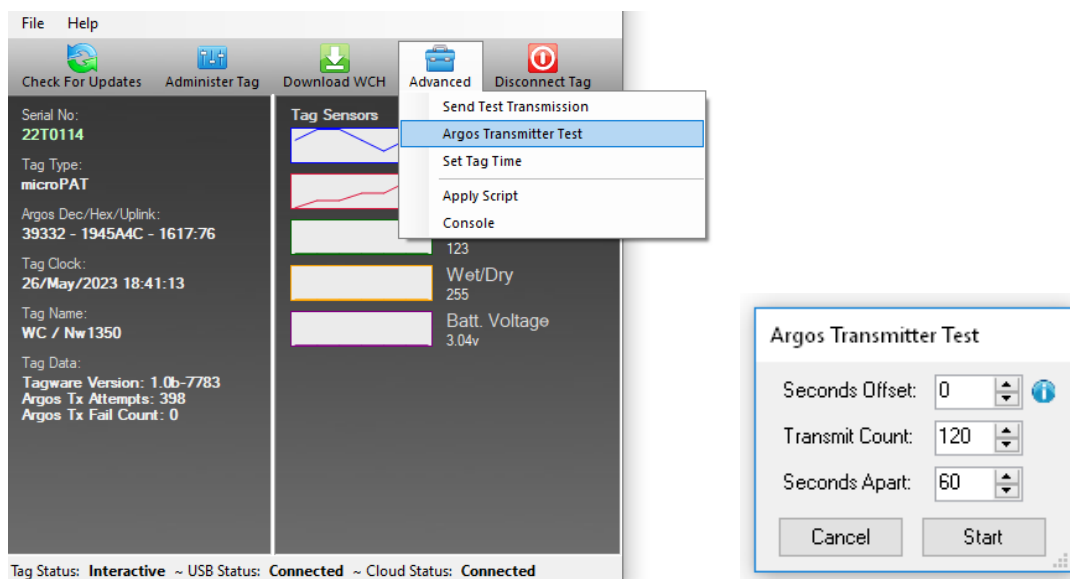 File Help
Check For Updates Administer Tag Download WCH Advanced Disconnect Tag
Serial No:
22T0114
Tag Type:
microPAT
Argos Dec/Hex/Uplink:
39332 - 1945A4C - 1617:76
Tag Clock:
26/May/2023 18:41:13
Tag Name:
WC / Nw1350
Tag Data:
Tagware Version: 1.0b-7783
Argos Tx Attempts: 398
Argos Tx Fail Count: 0
Tag Sensors
Send Test Transmission
Argos Transmitter Test
Set Tag Time
Apply Script
Console
123
Wet/Dry
255
Batt. Voltage
3.04v
Tag Status: Interactive ~ USB Status: Connected ~ Cloud Status: Connected
Argos Transmitter Test
Seconds Offset: 0
Transmit Count: 120
Seconds Apart: 60
Cancel Start